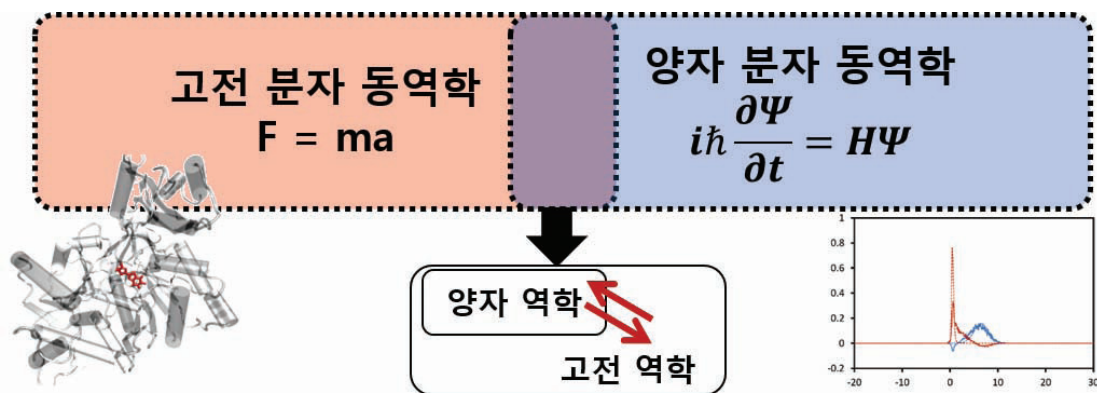 고전 분자 동역학
F = ma
양자 분자 동역학
iħ ∂Ψ/∂t = HΨ
양자 역학
고전 역학
1
0.8
0.6
0.4
0.2
0
-0.2
-20 -10 0 10 20 30